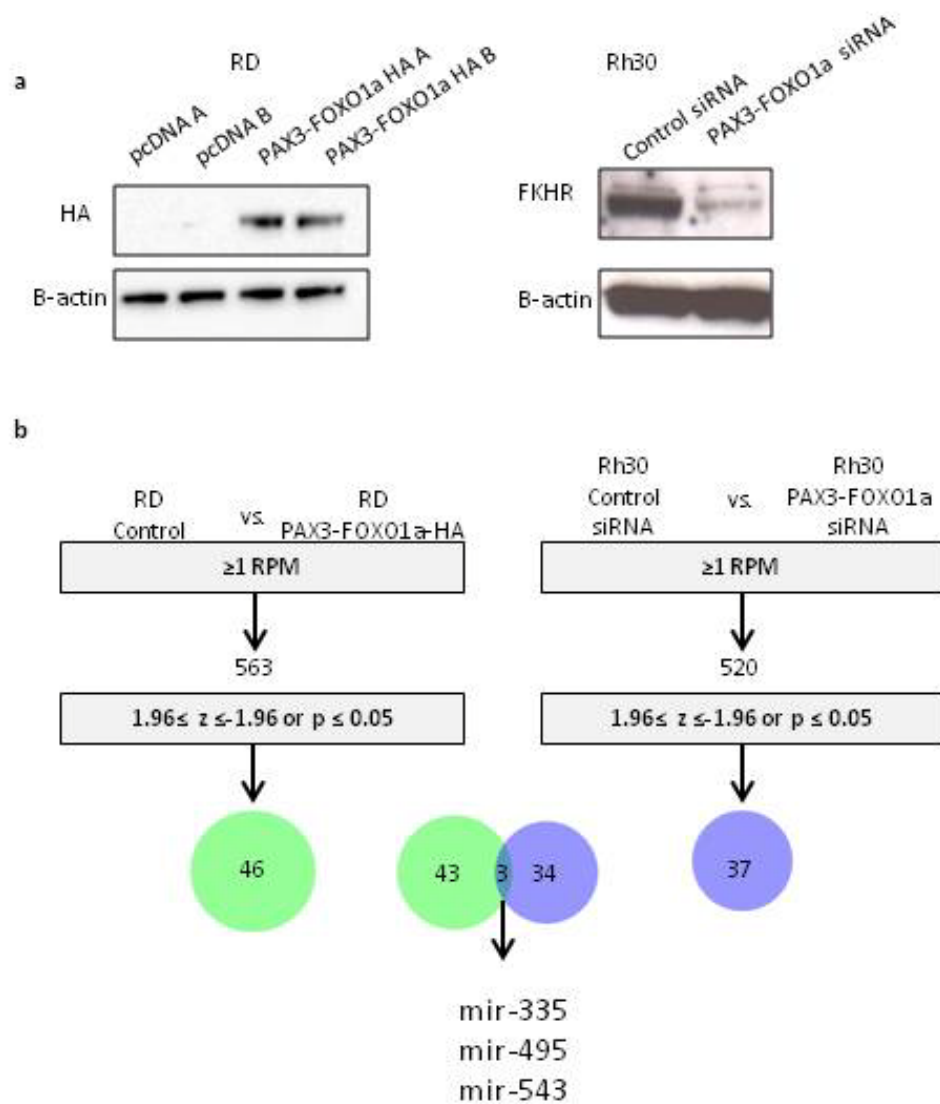 a
RD
pcDNA A
pcDNA B
PAX3-FOXO1a HA A
PAX3-FOXO1a HA B
HA
B-actin
Rh30
Control siRNA
PAX3-FOXO1a siRNA
FKHR
B-actin
b
RD
Control
vs.
RD
PAX3-FOXO1a-HA
≥1 RPM
563
1.96≤ z ≤-1.96 or p ≤ 0.05
46
Rh30
Control
siRNA
vs.
Rh30
PAX3-FOXO1a
siRNA
≥1 RPM
520
1.96≤ z ≤-1.96 or p ≤ 0.05
37
43 3 34
mir-335
mir-495
mir-543